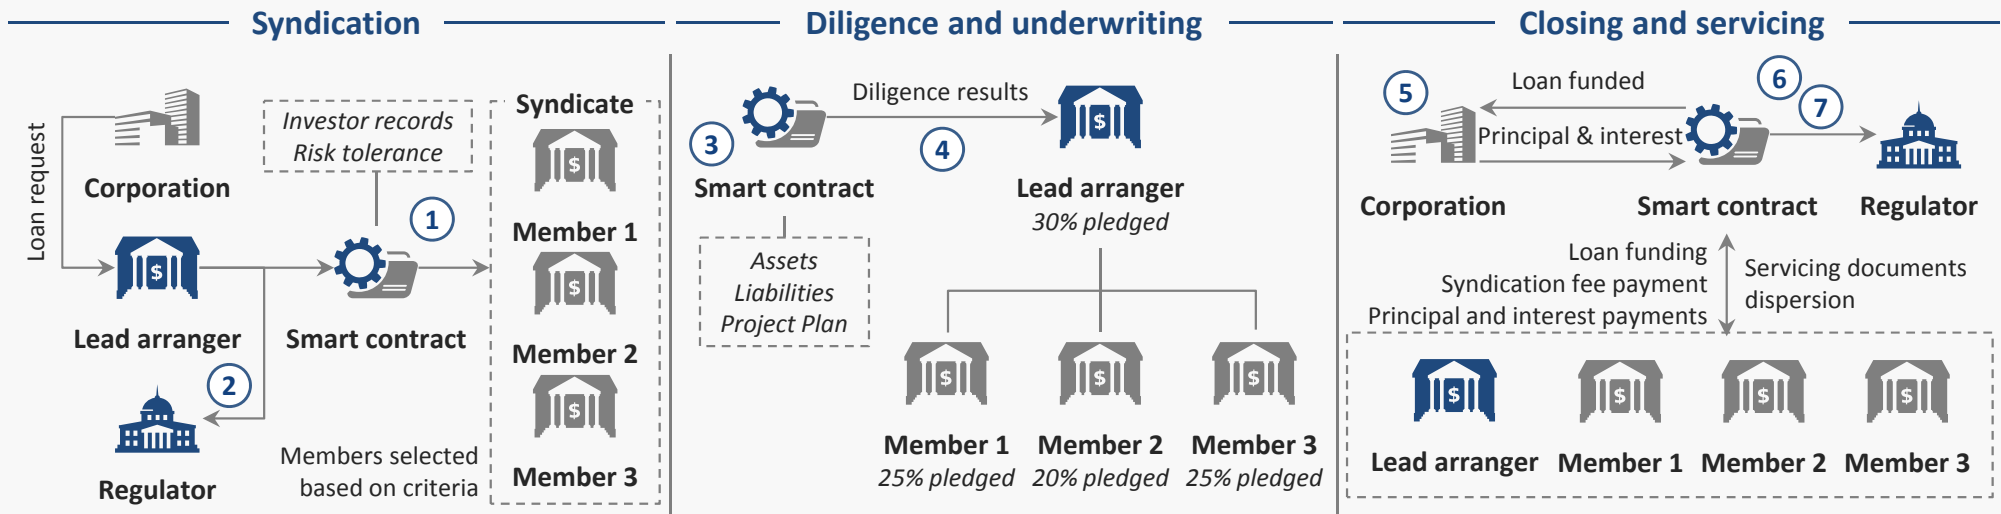 Syndication
Loan request
Corporation
Investor records
Risk tolerance
1
Lead arranger
Smart contract
2
Regulator
Members selected
based on criteria
Syndicate
$
Member 1
$
Member 2
$
Member 3
$
Diligence and underwriting
3
Smart contract
Assets
Liabilities
Project Plan
Diligence results
4
$
Lead arranger
30% pledged
$
Member 1
25% pledged
$
Member 2
20% pledged
$
Member 3
25% pledged
Closing and servicing
5
Corporation
Loan funded
Principal & interest
6
7
Smart contract
Regulator
Loan funding
Syndication fee payment
Principal and interest payments
Servicing documents
dispersion
$
Lead arranger
$
Member 1
$
Member 2
$
Member 3